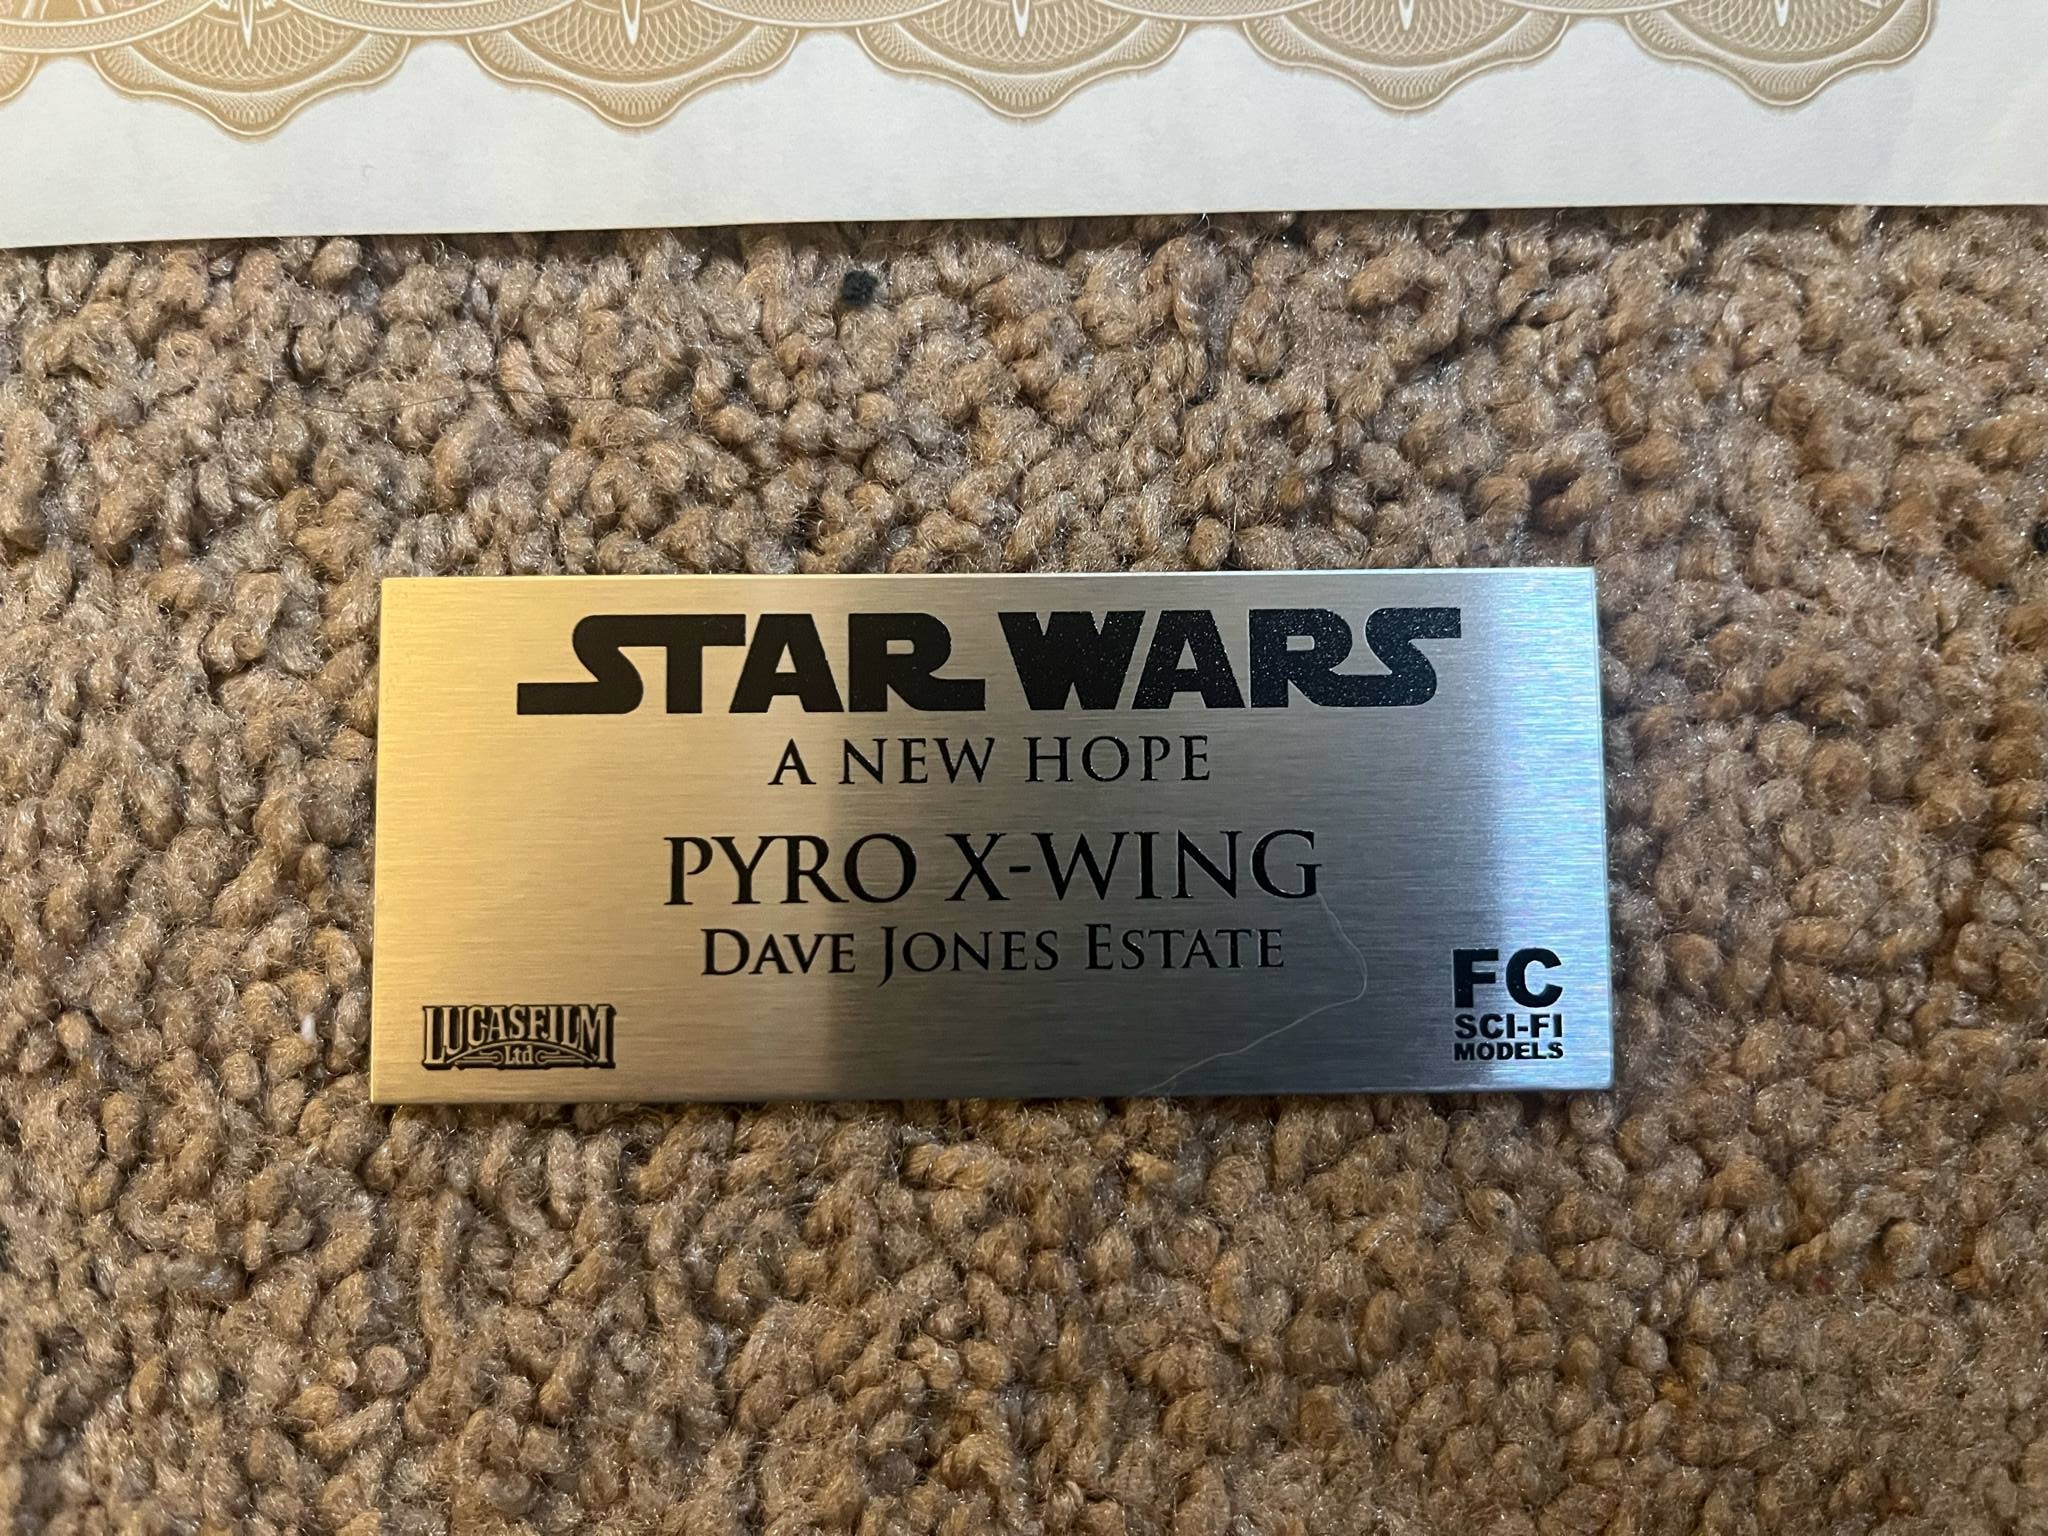 STAR WARS
A NEW HOPE
PYRO X-WING
DAVE JONES ESTATE
LUCASFILM
Ltd
FC
SCI-FI
MODELS